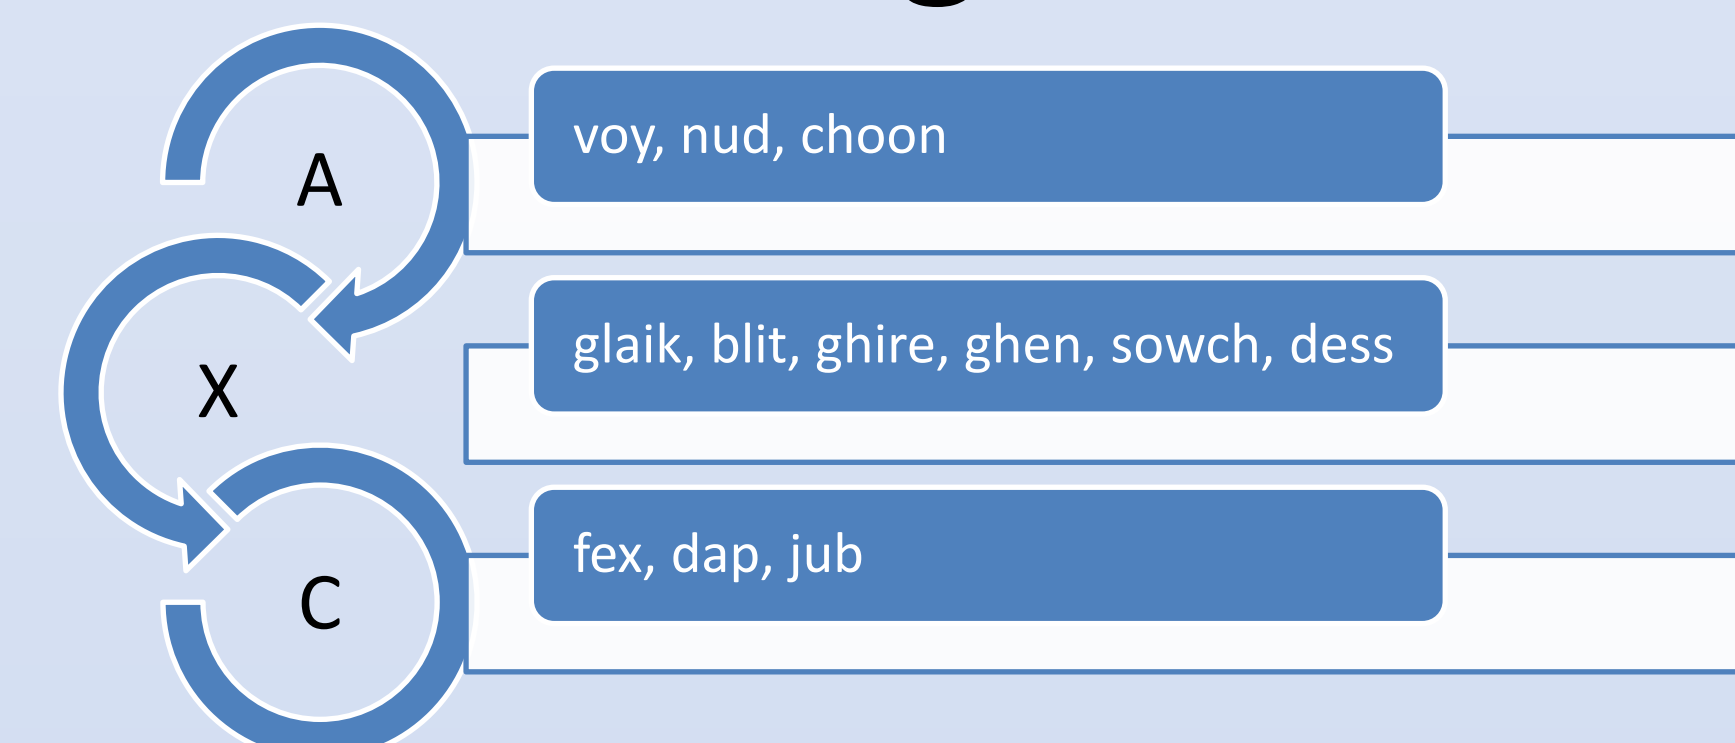 A
voy, nud, choon
X
glaik, blit, ghire, ghen, sowch, dess
C
fex, dap, jub